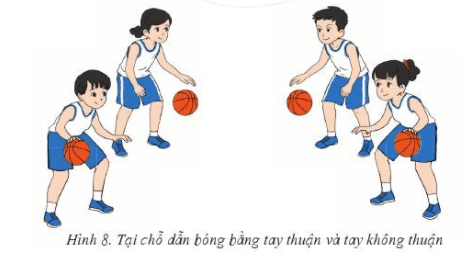 Hình 8. Tại chỗ dẫn bóng bằng tay thuận và tay không thuận